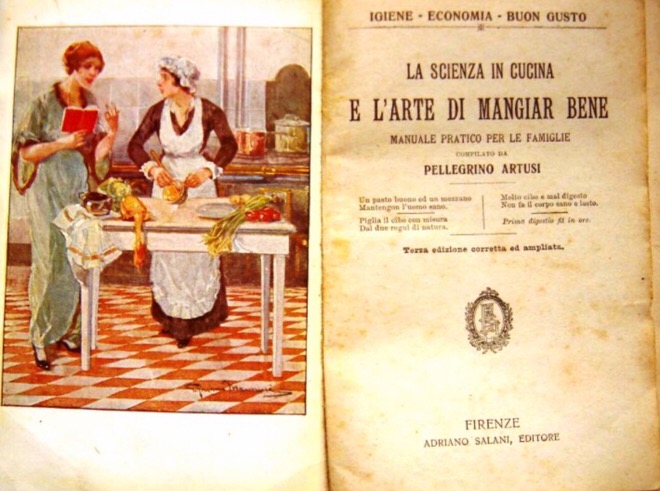 IGIENE - ECONOMIA - BUON GUSTO
LA SCIENZA IN CUCINA
E L'ARTE DI MANGIAR BENE
MANUALE PRATICO PER LE FAMIGLIE
COMPILATO DA
PELLEGRINO ARTUSI
Un pasto buono ed un mezzano
Mantengon l'uomo sano.
Piglia il cibo con misura
Dai due regni di natura.
Molto cibo e mal digesto
Non fa il corpo sano e lesto.
Prima digestio fit in ore.
Terza edizione corretta ed ampliata.
FIRENZE
ADRIANO SALANI, EDITORE